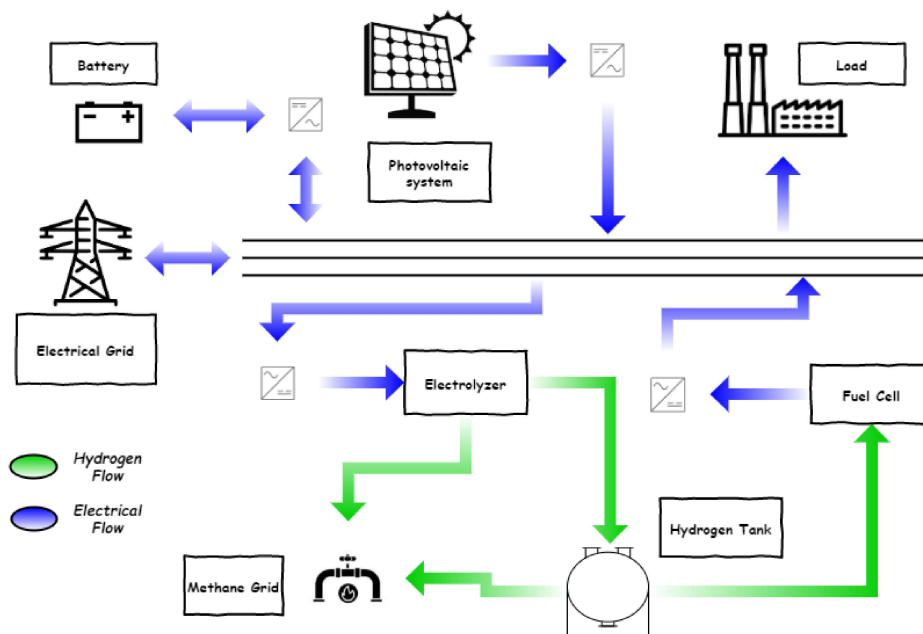 Battery
Load
Photovoltaic
system
Electrical Grid
Electrolyzer
Fuel Cell
Hydrogen
Flow
Electrical
Flow
Hydrogen Tank
Methane Grid